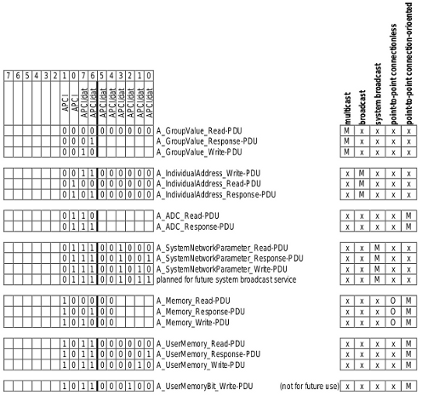 multicast
broadcast
system broadcast
point-to-point connectionless
point-to-point connection-oriented
7 6 5 4 3 2 1 0 7 6 5 4 3 2 1 0
APCI APCI APCI/dat APCI/dat APCI/dat APCI/dat APCI/dat APCI/dat APCI/dat APCI/dat
0 0 0 0 0 0 0 0 0 0 A_GroupValue_Read-PDU M x x x x
0 0 0 1 A_GroupValue_Response-PDU M x x x x
0 0 1 0 A_GroupValue_Write-PDU M x x x x
0 0 1 1 0 0 0 0 0 0 A_IndividualAddress_Write-PDU x M x x x
0 1 0 0 0 0 0 0 0 0 A_IndividualAddress_Read-PDU x M x x x
0 1 0 1 0 0 0 0 0 0 A_IndividualAddress_Response-PDU x M x x x
0 1 1 0 A_ADC_Read-PDU x x x x M
0 1 1 1 A_ADC_Response-PDU x x x x M
0 1 1 1 0 0 1 0 0 0 A_SystemNetworkParameter_Read-PDU x x M x x
0 1 1 1 0 0 1 0 0 1 A_SystemNetworkParameter_Response-PDU x x M x x
0 1 1 1 0 0 1 0 1 0 A_SystemNetworkParameter_Write-PDU x x M x x
0 1 1 1 0 0 1 0 1 1 planned for future system broadcast service x x M x x
1 0 0 0 0 0 A_Memory_Read-PDU x x x O M
1 0 0 1 0 0 A_Memory_Response-PDU x x x O M
1 0 1 0 0 0 A_Memory_Write-PDU x x x O M
1 0 1 1 0 0 0 0 0 0 A_UserMemory_Read-PDU x x x x M
1 0 1 1 0 0 0 0 0 1 A_UserMemory_Response-PDU x x x x M
1 0 1 1 0 0 0 0 1 0 A_UserMemory_Write-PDU x x x x M
1 0 1 1 0 0 0 1 0 0 A_UserMemoryBit_Write-PDU (not for future use) x x x x M